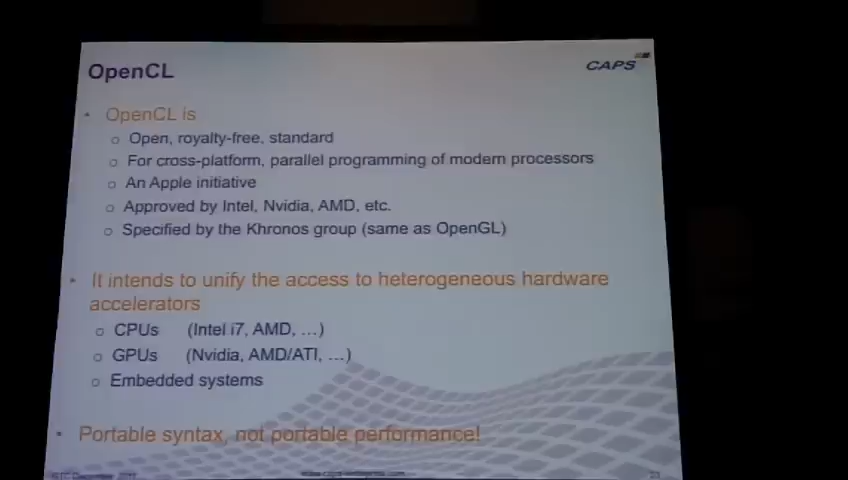 OpenCL
CAPS
• OpenCL is
o Open, royalty-free, standard
o For cross-platform, parallel programming of modern processors
o An Apple initiative
o Approved by Intel, Nvidia, AMD, etc.
o Specified by the Khronos group (same as OpenGL)
• It intends to unify the access to heterogeneous hardware
accelerators
o CPUs (Intel i7, AMD, …)
o GPUs (Nvidia, AMD/ATI, …)
o Embedded systems
• Portable syntax, not portable performance!